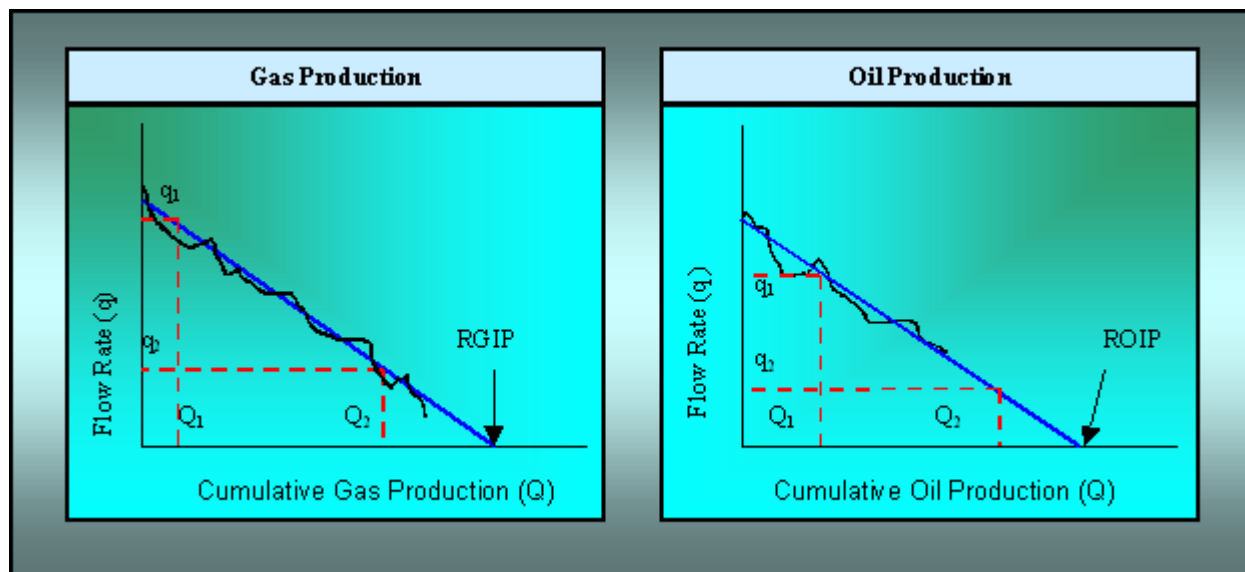 Gas Production
q₁
q₂
RGIP
Q₁
Q₂
Flow Rate (q)
Cumulative Gas Production (Q)
Oil Production
q₁
q₂
ROIP
Q₁
Q₂
Flow Rate (q)
Cumulative Oil Production (Q)